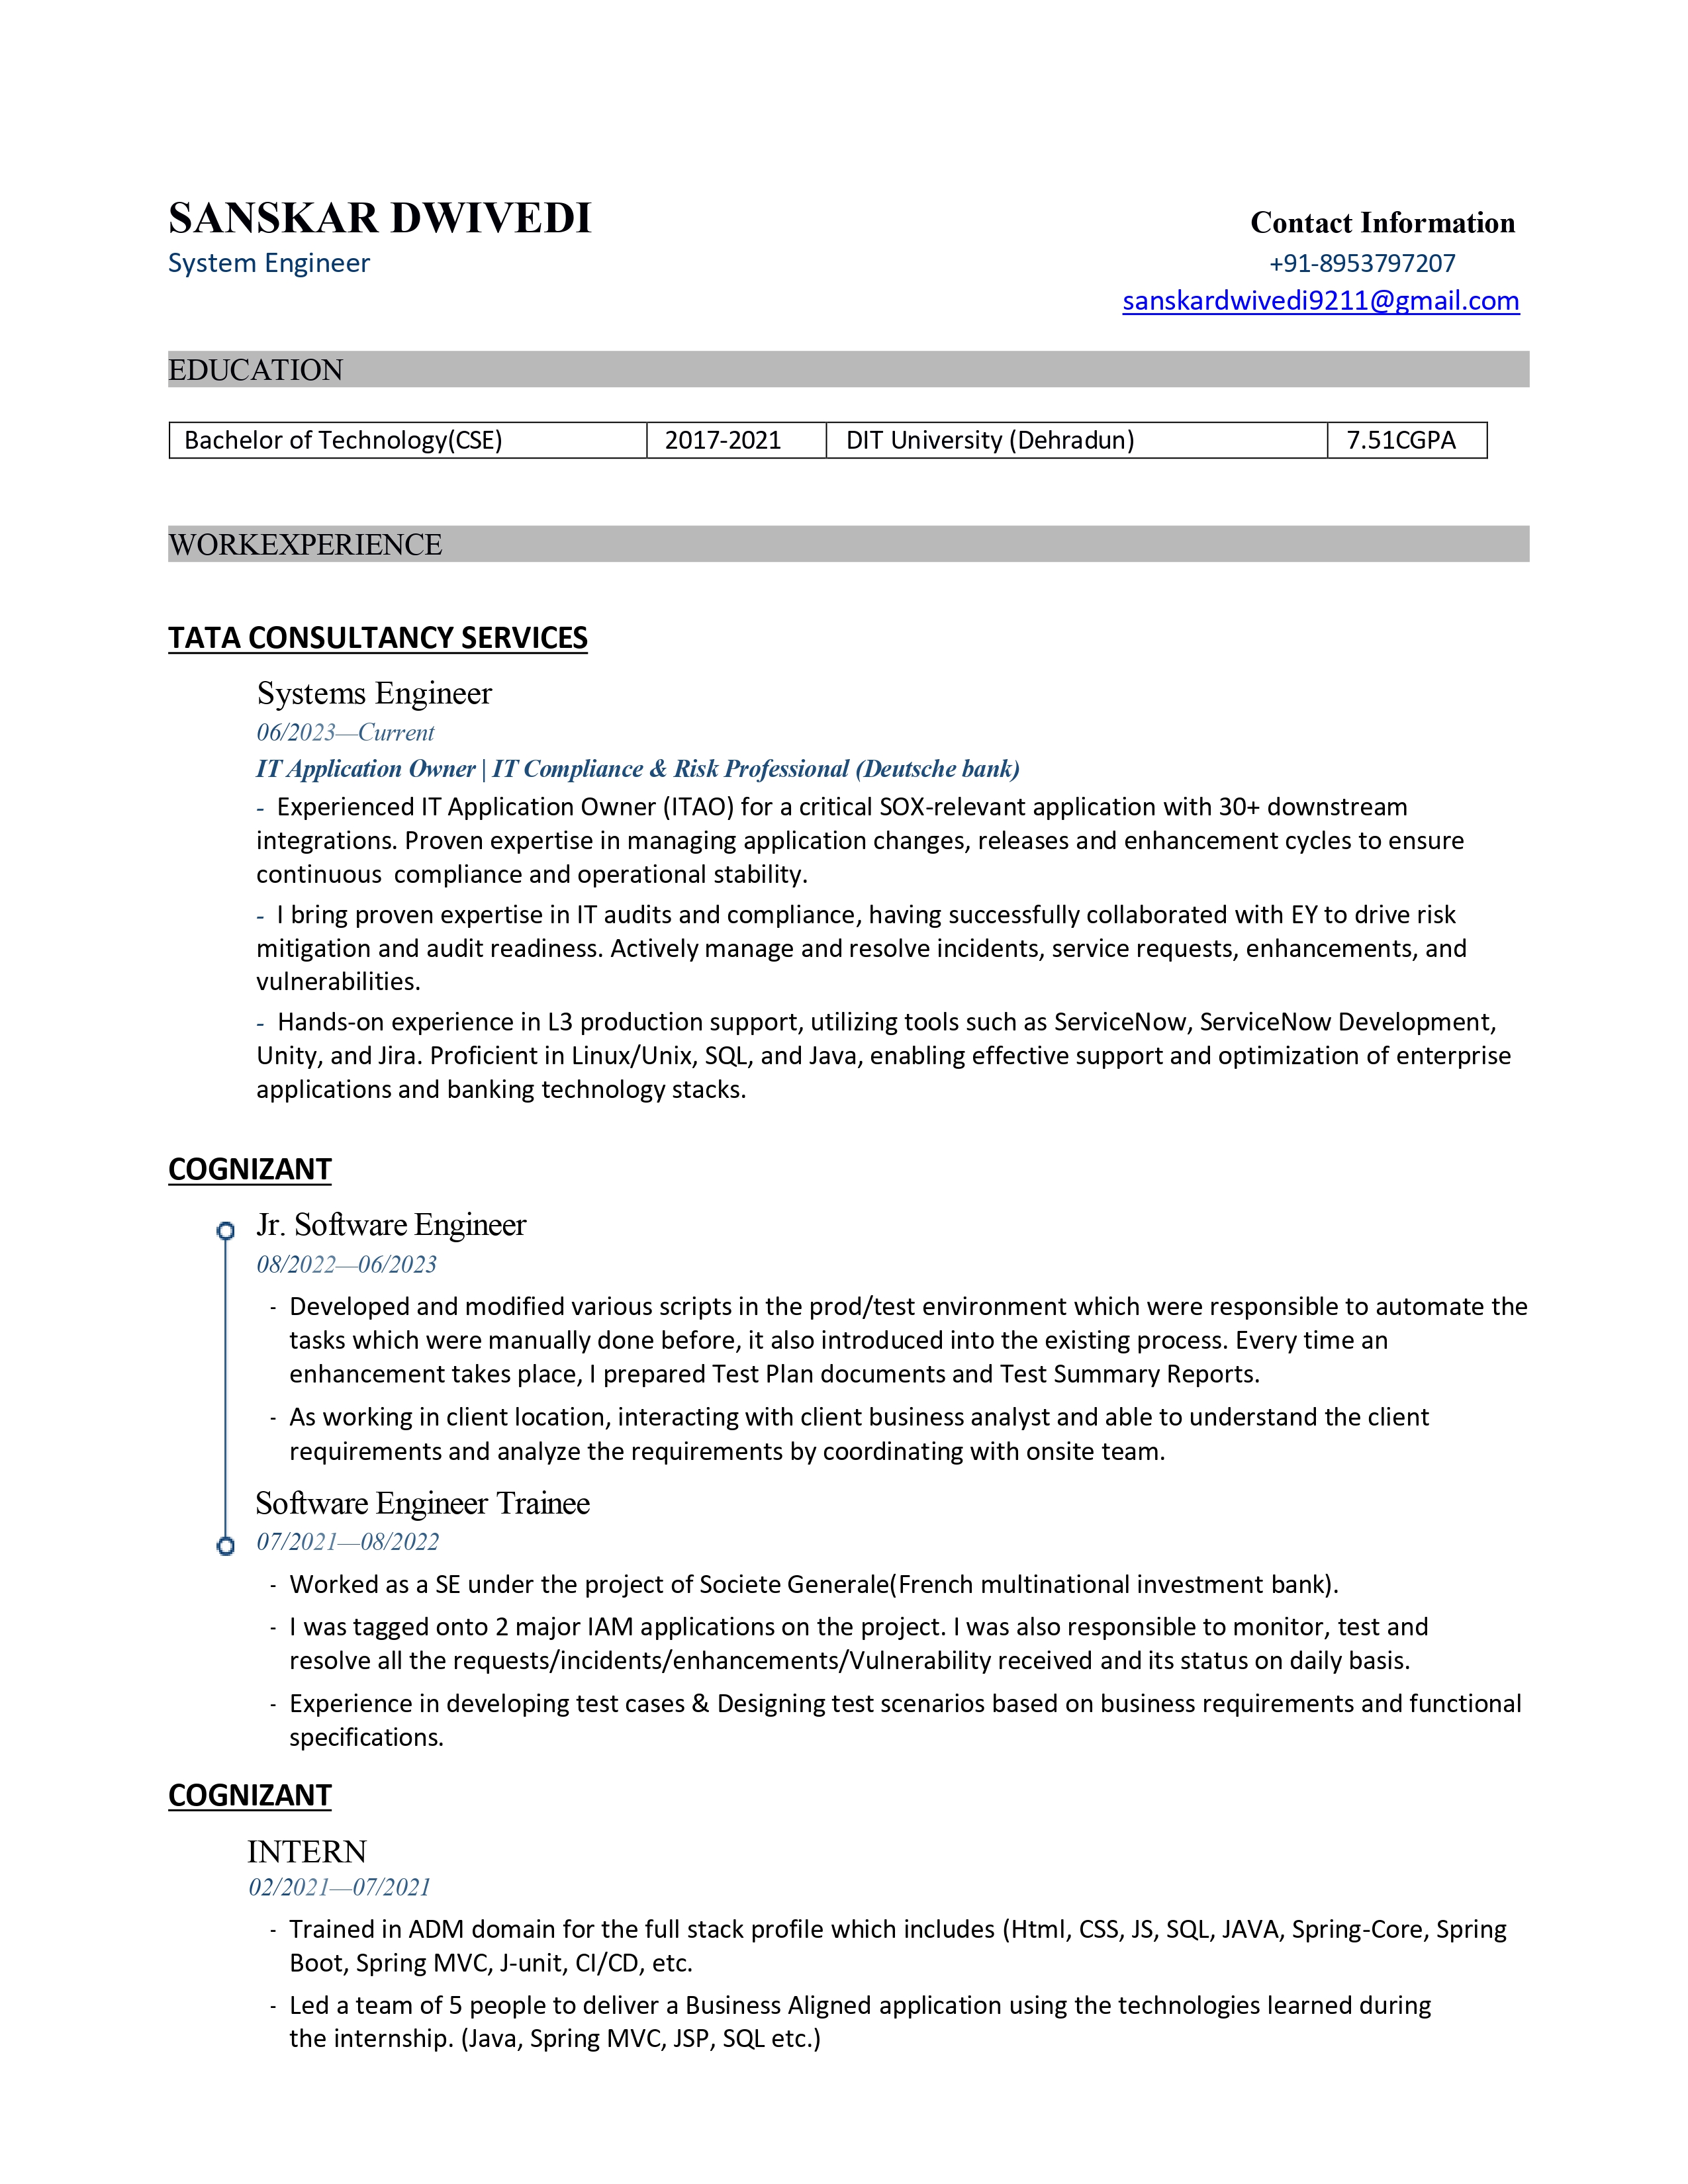 SANSKAR DWIVEDI
Contact Information
System Engineer
+91-8953797207
sanskardwivedi9211@gmail.com
EDUCATION
Bachelor of Technology(CSE) 2017-2021 DIT University (Dehradun) 7.51CGPA
WORKEXPERIENCE
TATA CONSULTANCY SERVICES
Systems Engineer
06/2023—Current
IT Application Owner | IT Compliance & Risk Professional (Deutsche bank)
- Experienced IT Application Owner (ITAO) for a critical SOX-relevant application with 30+ downstream
integrations. Proven expertise in managing application changes, releases and enhancement cycles to ensure
continuous compliance and operational stability.
- I bring proven expertise in IT audits and compliance, having successfully collaborated with EY to drive risk
mitigation and audit readiness. Actively manage and resolve incidents, service requests, enhancements, and
vulnerabilities.
- Hands-on experience in L3 production support, utilizing tools such as ServiceNow, ServiceNow Development,
Unity, and Jira. Proficient in Linux/Unix, SQL, and Java, enabling effective support and optimization of enterprise
applications and banking technology stacks.
COGNIZANT
Jr. Software Engineer
08/2022—06/2023
- Developed and modified various scripts in the prod/test environment which were responsible to automate the
tasks which were manually done before, it also introduced into the existing process. Every time an
enhancement takes place, I prepared Test Plan documents and Test Summary Reports.
- As working in client location, interacting with client business analyst and able to understand the client
requirements and analyze the requirements by coordinating with onsite team.
Software Engineer Trainee
07/2021—08/2022
- Worked as a SE under the project of Societe Generale(French multinational investment bank).
- I was tagged onto 2 major IAM applications on the project. I was also responsible to monitor, test and
resolve all the requests/incidents/enhancements/Vulnerability received and its status on daily basis.
- Experience in developing test cases & Designing test scenarios based on business requirements and functional
specifications.
COGNIZANT
INTERN
02/2021—07/2021
- Trained in ADM domain for the full stack profile which includes (Html, CSS, JS, SQL, JAVA, Spring-Core, Spring
Boot, Spring MVC, J-unit, CI/CD, etc.
- Led a team of 5 people to deliver a Business Aligned application using the technologies learned during
the internship. (Java, Spring MVC, JSP, SQL etc.)